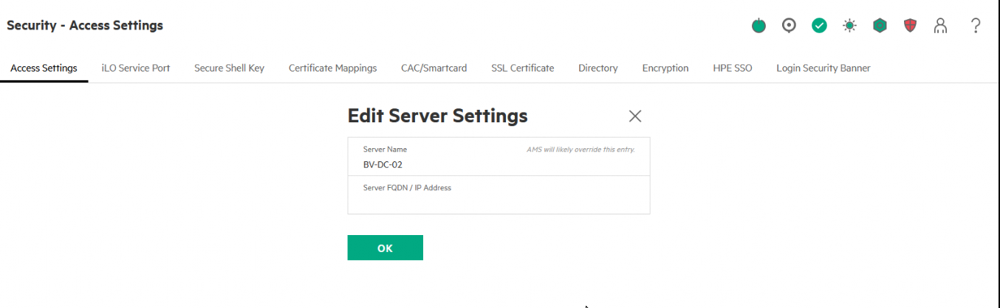 Security - Access Settings
Access Settings iLO Service Port Secure Shell Key Certificate Mappings CAC/Smartcard SSL Certificate Directory Encryption HPE SSO Login Security Banner
Edit Server Settings
Server Name AMS will likely override this entry.
BV-DC-02
Server FQDN / IP Address
OK